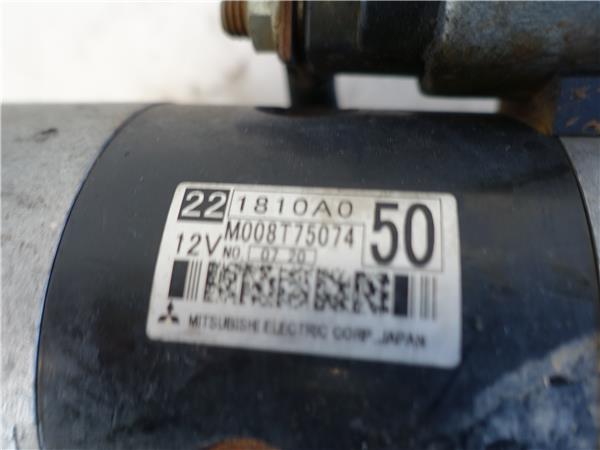 22 1810A0 50
12V M008T75074
NO. 07 20
MITSUBISHI ELECTRIC CORP. JAPAN